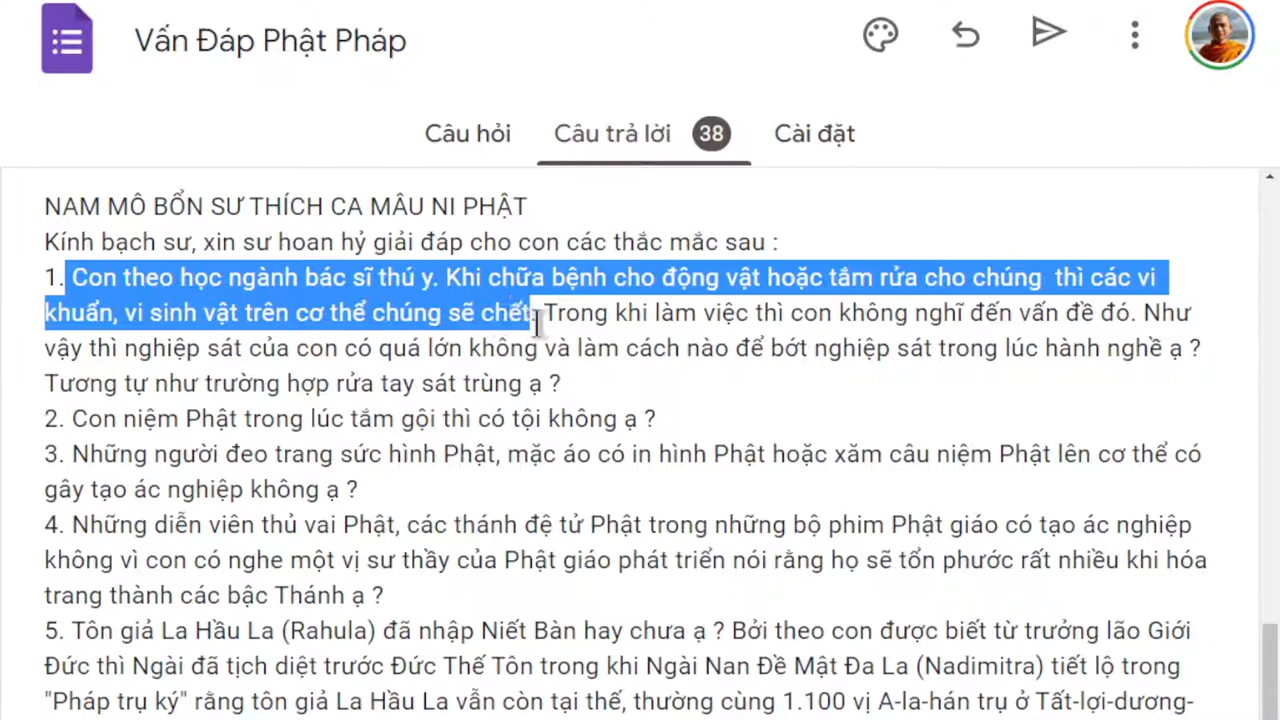 Vấn Đáp Phật Pháp
Câu hỏi
Câu trả lời
38
Cài đặt
NAM MÔ BỔN SƯ THÍCH CA MÂU NI PHẬT
Kính bạch sư, xin sư hoan hỷ giải đáp cho con các thắc mắc sau :
1. Con theo học ngành bác sĩ thú y. Khi chữa bệnh cho động vật hoặc tắm rửa cho chúng thì các vi
khuẩn, vi sinh vật trên cơ thể chúng sẽ chết. Trong khi làm việc thì con không nghĩ đến vấn đề đó. Như
vậy thì nghiệp sát của con có quá lớn không và làm cách nào để bớt nghiệp sát trong lúc hành nghề ạ ?
Tương tự như trường hợp rửa tay sát trùng ạ ?
2. Con niệm Phật trong lúc tắm gội thì có tội không ạ ?
3. Những người đeo trang sức hình Phật, mặc áo có in hình Phật hoặc xăm câu niệm Phật lên cơ thể có
gây tạo ác nghiệp không ạ ?
4. Những diễn viên thủ vai Phật, các thánh đệ tử Phật trong những bộ phim Phật giáo có tạo ác nghiệp
không vì con có nghe một vị sư thầy của Phật giáo phát triển nói rằng họ sẽ tổn phước rất nhiều khi hóa
trang thành các bậc Thánh ạ ?
5. Tôn giả La Hầu La (Rahula) đã nhập Niết Bàn hay chưa ạ ? Bởi theo con được biết từ trưởng lão Giới
Đức thì Ngài đã tịch diệt trước Đức Thế Tôn trong khi Ngài Nan Đề Mật Đa La (Nadimitra) tiết lộ trong
"Pháp trụ ký" rằng tôn giả La Hầu La vẫn còn tại thế, thường cùng 1.100 vị A-la-hán trụ ở Tất-lợi-dương-